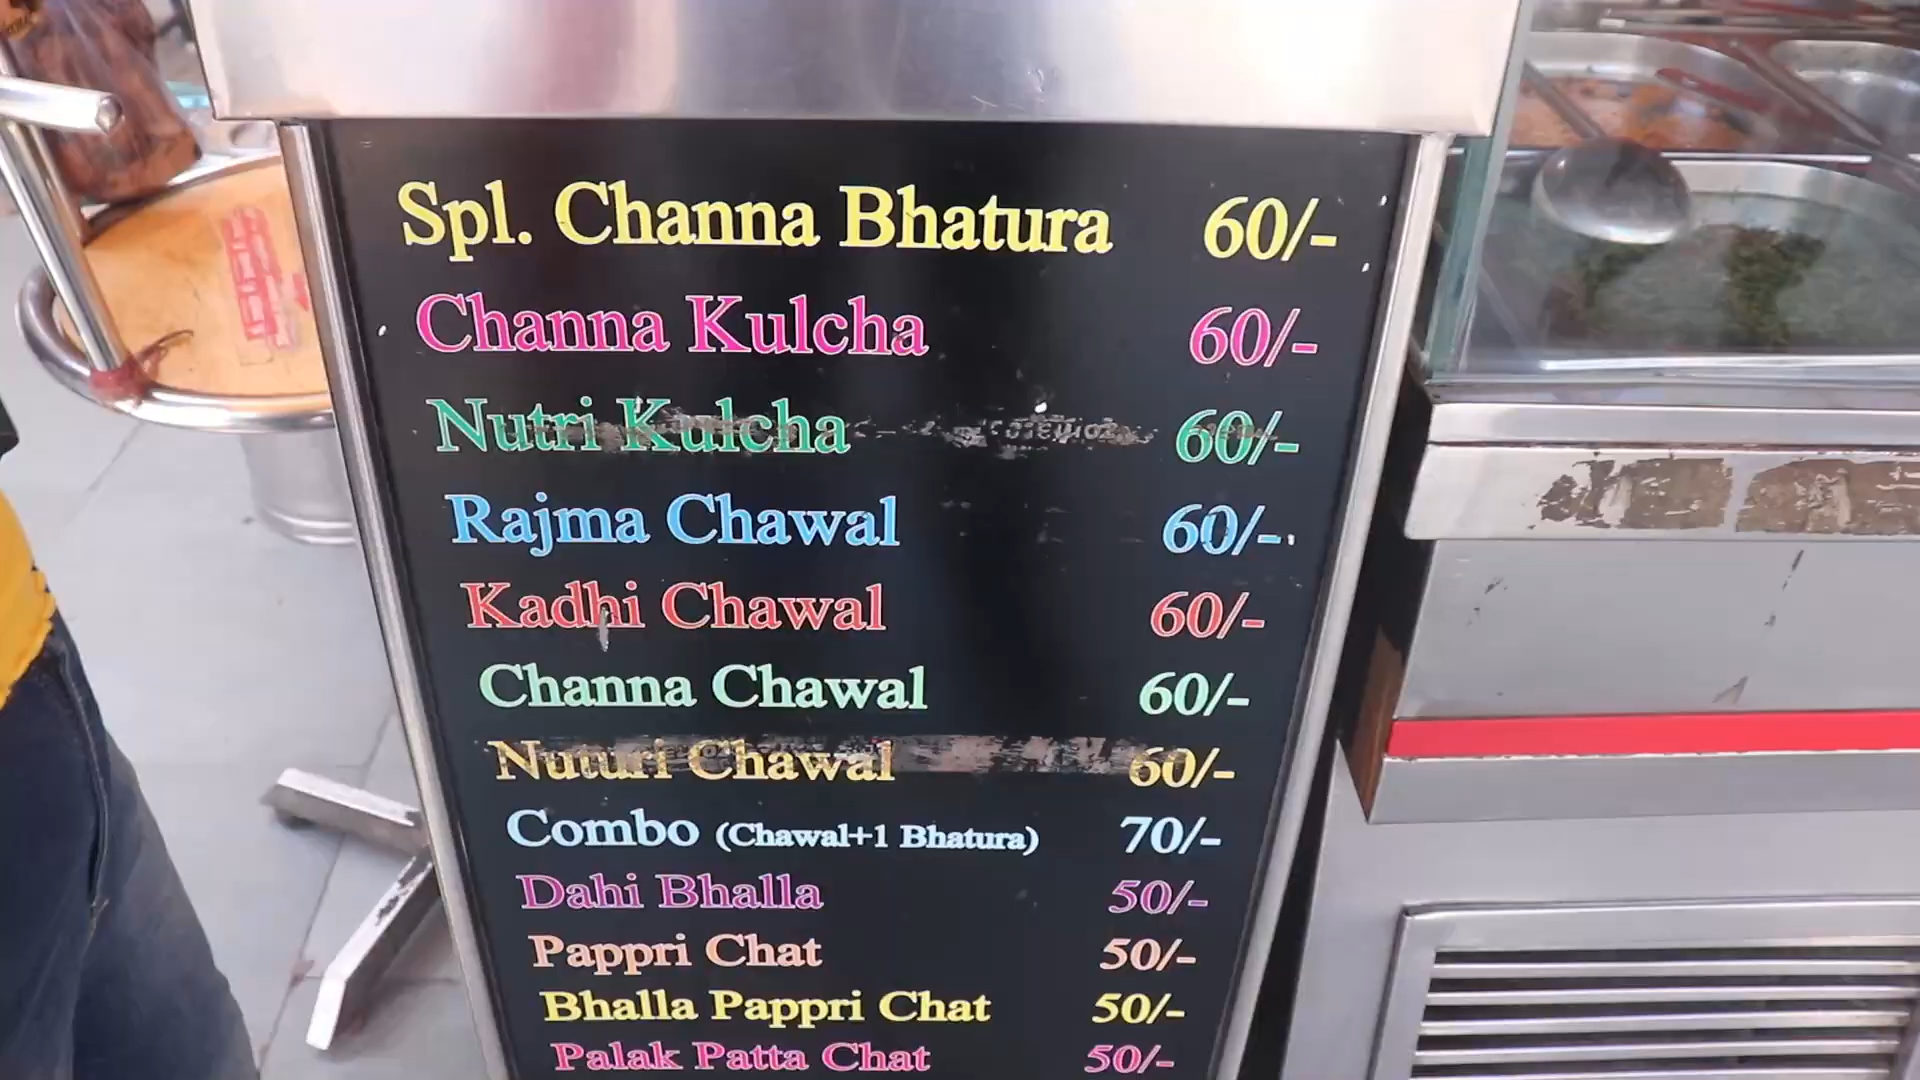 Spl. Channa Bhatura 60/-
Channa Kulcha 60/-
Nutri Kulcha 60/-
Rajma Chawal 60/-
Kadhi Chawal 60/-
Channa Chawal 60/-
Nuturi Chawal 60/-
Combo (Chawal+1 Bhatura) 70/-
Dahi Bhalla 50/-
Pappri Chat 50/-
Bhalla Pappri Chat 50/-
Palak Patta Chat 50/-